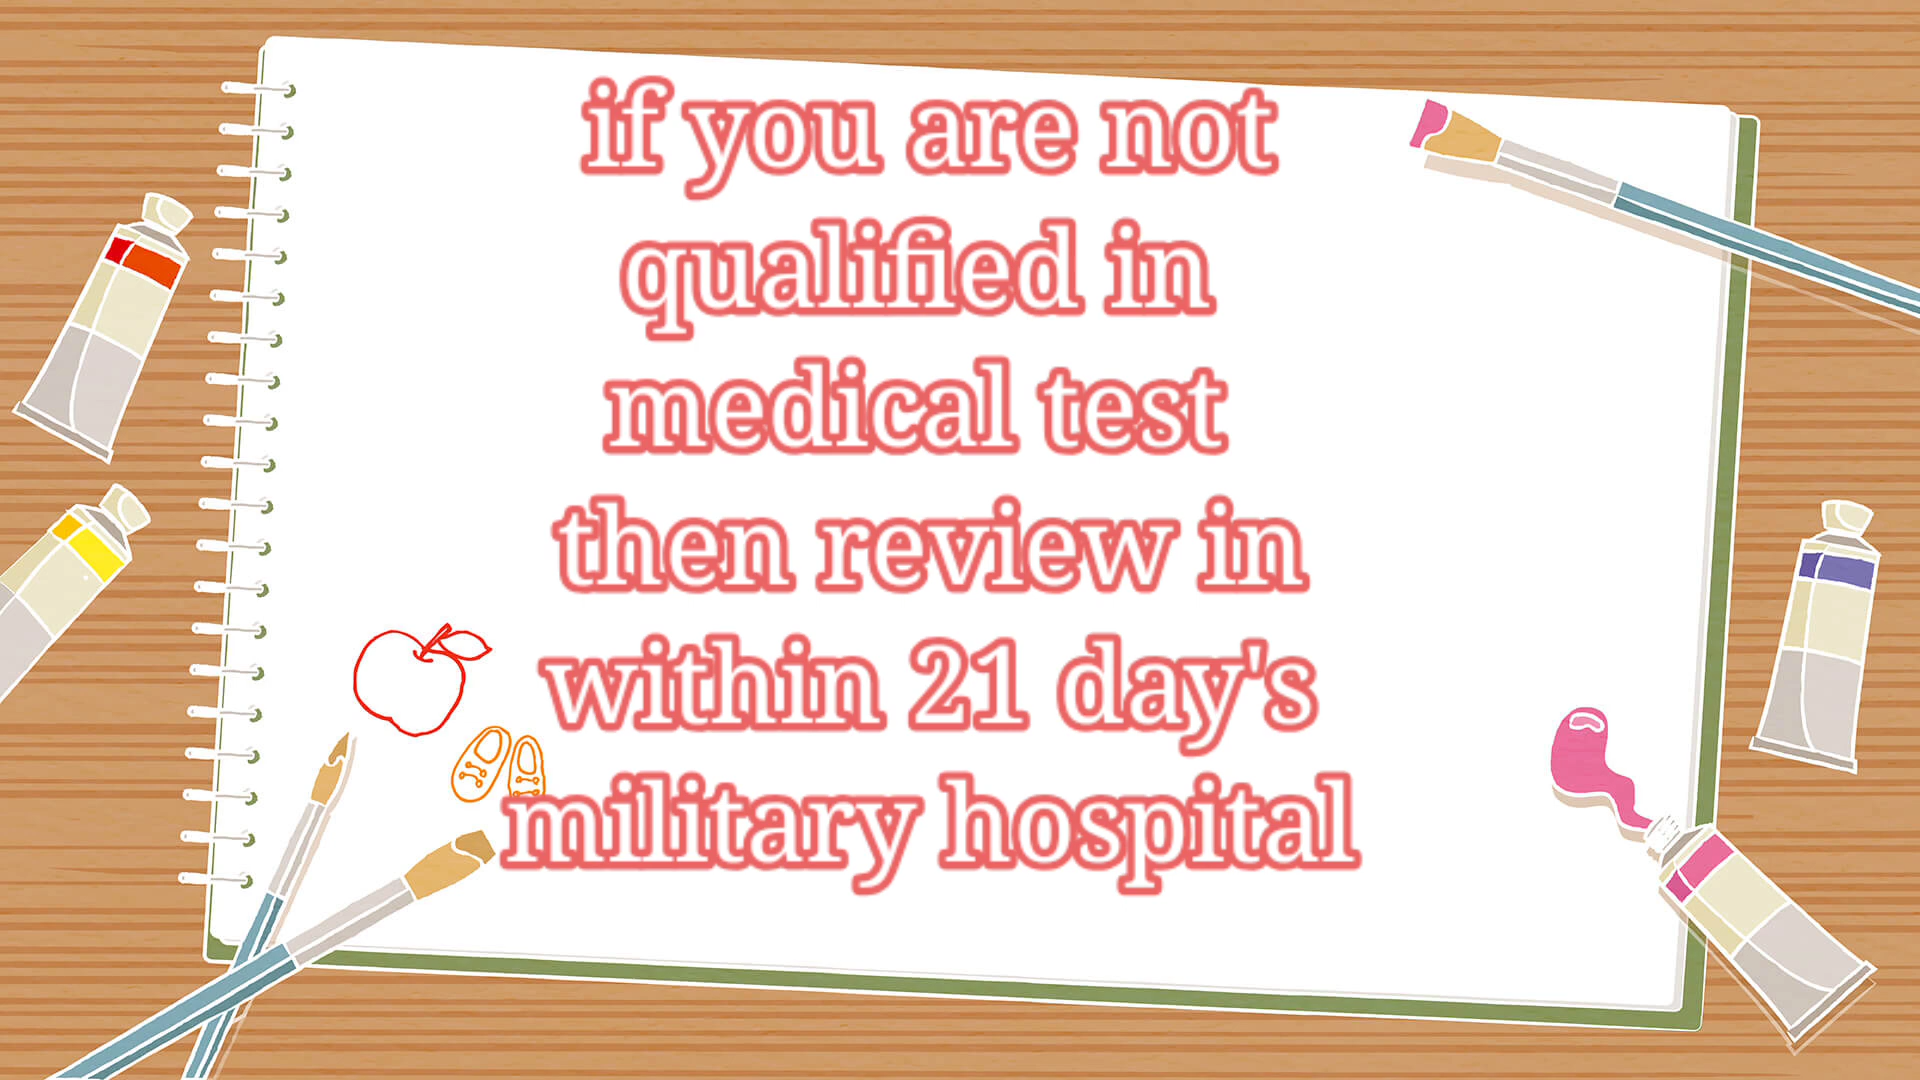 if you are not
qualified in
medical test
then review in
within 21 day's
military hospital